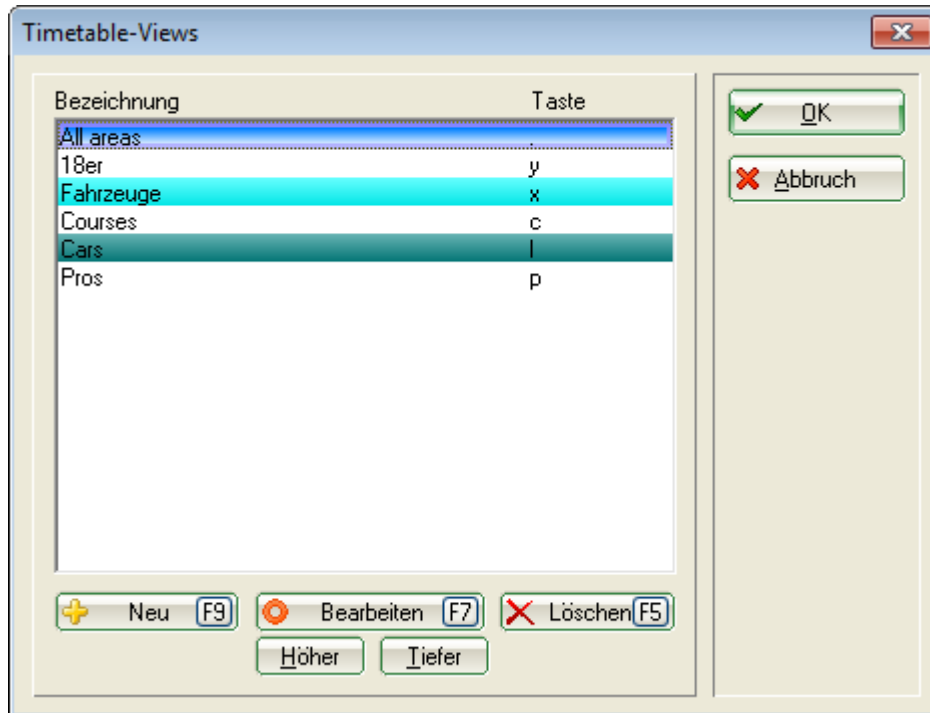 Timetable-Views
Bezeichnung Taste
All areas .
18er y
Fahrzeuge x
Courses c
Cars l
Pros p
OK
Abbruch
Neu F9 Bearbeiten F7 Löschen F5
Höher Tiefer